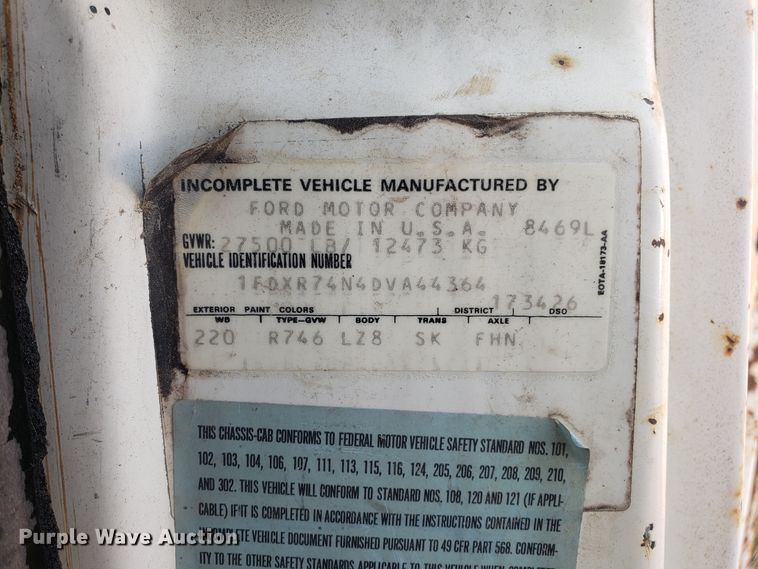 INCOMPLETE VEHICLE MANUFACTURED BY
FORD MOTOR COMPANY
MADE IN U.S.A. 8469L
GVWR: 27500 LB/ 12473 KG
VEHICLE IDENTIFICATION NUMBER
1FDXR74N4DVA44364
173426
EXTERIOR PAINT COLORS DISTRICT DSO
WB TYPE-GVW BODY TRANS AXLE
220 R746 LZ8 SK FHN
EOTA-18173-AA
THIS CHASSIS-CAB CONFORMS TO FEDERAL MOTOR VEHICLE SAFETY STANDARD NOS. 101,
102, 103, 104, 106, 107, 111, 113, 115, 116, 124, 205, 206, 207, 208, 209, 210,
AND 302. THIS VEHICLE WILL CONFORM TO STANDARD NOS. 108, 120 AND 121 (IF APPLI-
CABLE) IF IT IS COMPLETED IN ACCORDANCE WITH THE INSTRUCTIONS CONTAINED IN THE
INCOMPLETE VEHICLE DOCUMENT FURNISHED PURSUANT TO 49 CFR PART 568. CONFORM-
ITY TO THE OTHER SAFETY STANDARDS APPLICABLE TO THIS VEHICLE WHEN COMPLETED
Purple Wave Auction